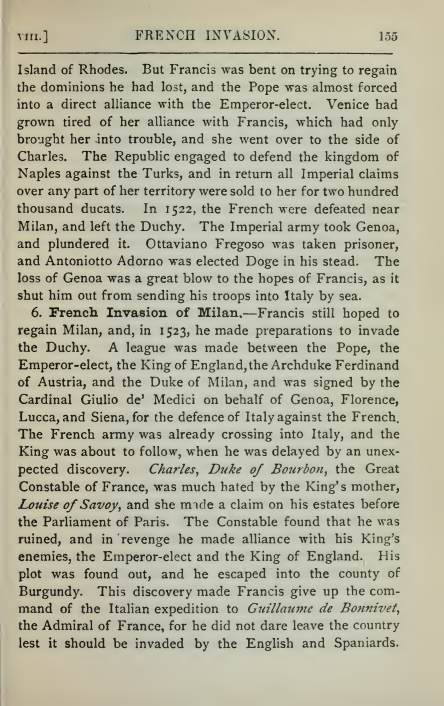 VIII.] FRENCH INVASION. 155
Island of Rhodes. But Francis was bent on trying to regain
the dominions he had lost, and the Pope was almost forced
into a direct alliance with the Emperor-elect. Venice had
grown tired of her alliance with Francis, which had only
brought her into trouble, and she went over to the side of
Charles. The Republic engaged to defend the kingdom of
Naples against the Turks, and in return all Imperial claims
over any part of her territory were sold to her for two hundred
thousand ducats. In 1522, the French were defeated near
Milan, and left the Duchy. The Imperial army took Genoa,
and plundered it. Ottaviano Fregoso was taken prisoner,
and Antoniotto Adorno was elected Doge in his stead. The
loss of Genoa was a great blow to the hopes of Francis, as it
shut him out from sending his troops into Italy by sea.
6. French Invasion of Milan.—Francis still hoped to
regain Milan, and, in 1523, he made preparations to invade
the Duchy. A league was made between the Pope, the
Emperor-elect, the King of England, the Archduke Ferdinand
of Austria, and the Duke of Milan, and was signed by the
Cardinal Giulio de' Medici on behalf of Genoa, Florence,
Lucca, and Siena, for the defence of Italy against the French.
The French army was already crossing into Italy, and the
King was about to follow, when he was delayed by an unex-
pected discovery. Charles, Duke of Bourbon, the Great
Constable of France, was much hated by the King's mother,
Louise of Savoy, and she made a claim on his estates before
the Parliament of Paris. The Constable found that he was
ruined, and in revenge he made alliance with his King's
enemies, the Emperor-elect and the King of England. His
plot was found out, and he escaped into the county of
Burgundy. This discovery made Francis give up the com-
mand of the Italian expedition to Guillaume de Bonnivet,
the Admiral of France, for he did not dare leave the country
lest it should be invaded by the English and Spaniards.